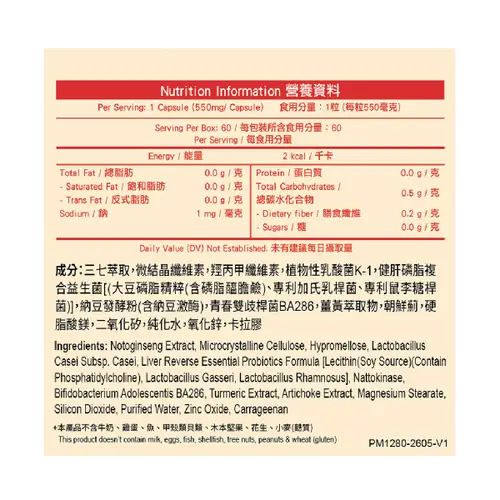 Nutrition Information 營養資料
Per Serving: 1 Capsule (550mg/ Capsule) 食用分量：1粒 (每粒550毫克)
Serving Per Box: 60 / 每包裝所含食用分量：60
Per Serving / 每食用分量
Energy / 能量 2 kcal / 千卡
Total Fat / 總脂肪 0.0 g / 克
- Saturated Fat / 飽和脂肪 0.0 g / 克
- Trans Fat / 反式脂肪 0.0 g / 克
Sodium / 鈉 1 mg / 毫克
Protein / 蛋白質 0.0 g / 克
Total Carbohydrates /
總碳水化合物 0.5 g / 克
- Dietary fiber / 膳食纖維 0.2 g / 克
- Sugars / 糖 0.0 g / 克
Daily Value (DV) Not Established. 未有建議每日攝取量
成分：三七萃取，微結晶纖維素，羥丙甲纖維素，植物性乳酸菌K-1，健肝磷脂複
合益生菌[(大豆磷脂精粹(含磷脂醯膽鹼)、專利加氏乳桿菌、專利鼠李糖桿
菌)]，納豆發酵粉(含納豆激酶)，青春雙歧桿菌BA286，薑黃萃取物，朝鮮薊，硬
脂酸鎂，二氧化矽，純化水，氧化鋅，卡拉膠
Ingredients: Notoginseng Extract, Microcrystalline Cellulose, Hypromellose, Lactobacillus
Casei Subsp. Casei, Liver Reverse Essential Probiotics Formula [Lecithin(Soy Source)(Contain
Phosphatidylcholine), Lactobacillus Gasseri, Lactobacillus Rhamnosus], Nattokinase,
Bifidobacterium Adolescentis BA286, Turmeric Extract, Artichoke Extract, Magnesium Stearate,
Silicon Dioxide, Purified Water, Zinc Oxide, Carrageenan
*本產品不含牛奶、雞蛋、魚、甲殼類貝類、木本堅果、花生、小麥(麩質)
This product doesn't contain milk, eggs, fish, shellfish, tree nuts, peanuts & wheat (gluten)
PM1280-2605-V1